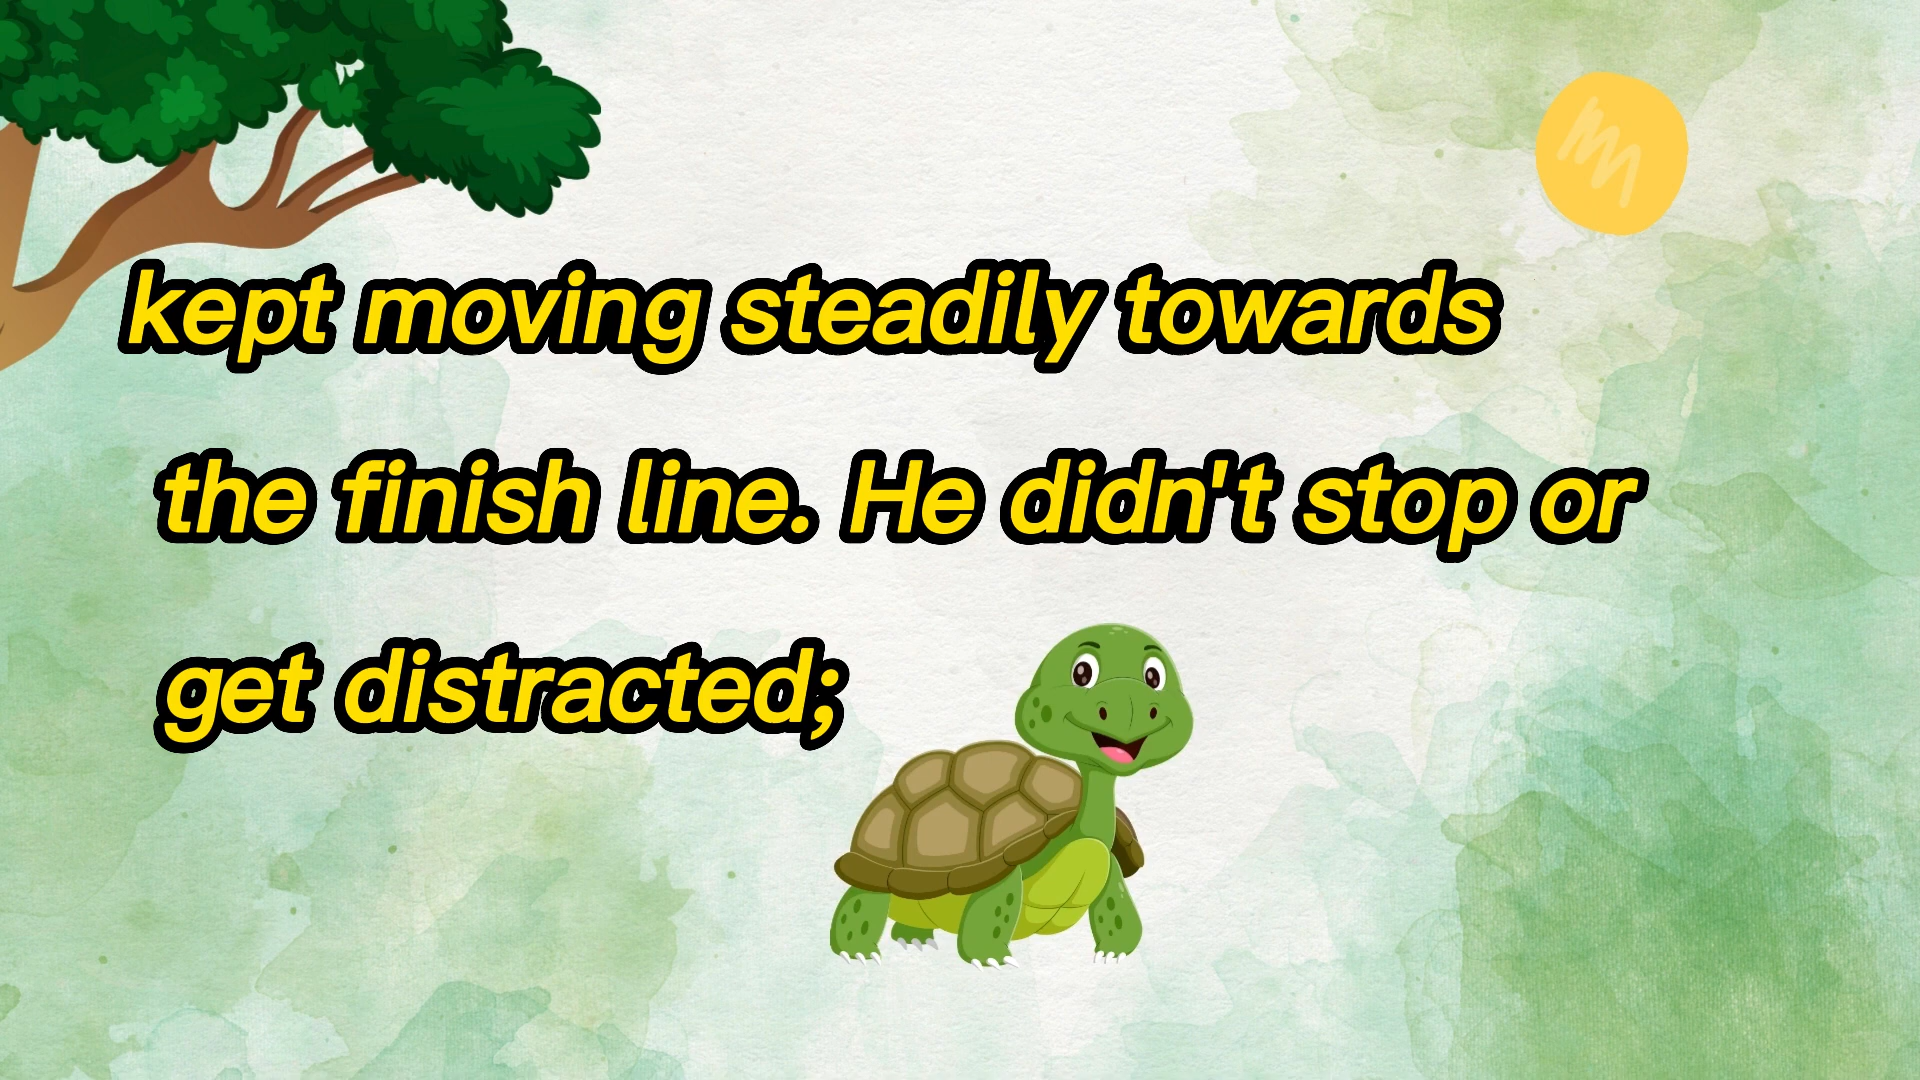 kept moving steadily towards
the finish line. He didn't stop or
get distracted;